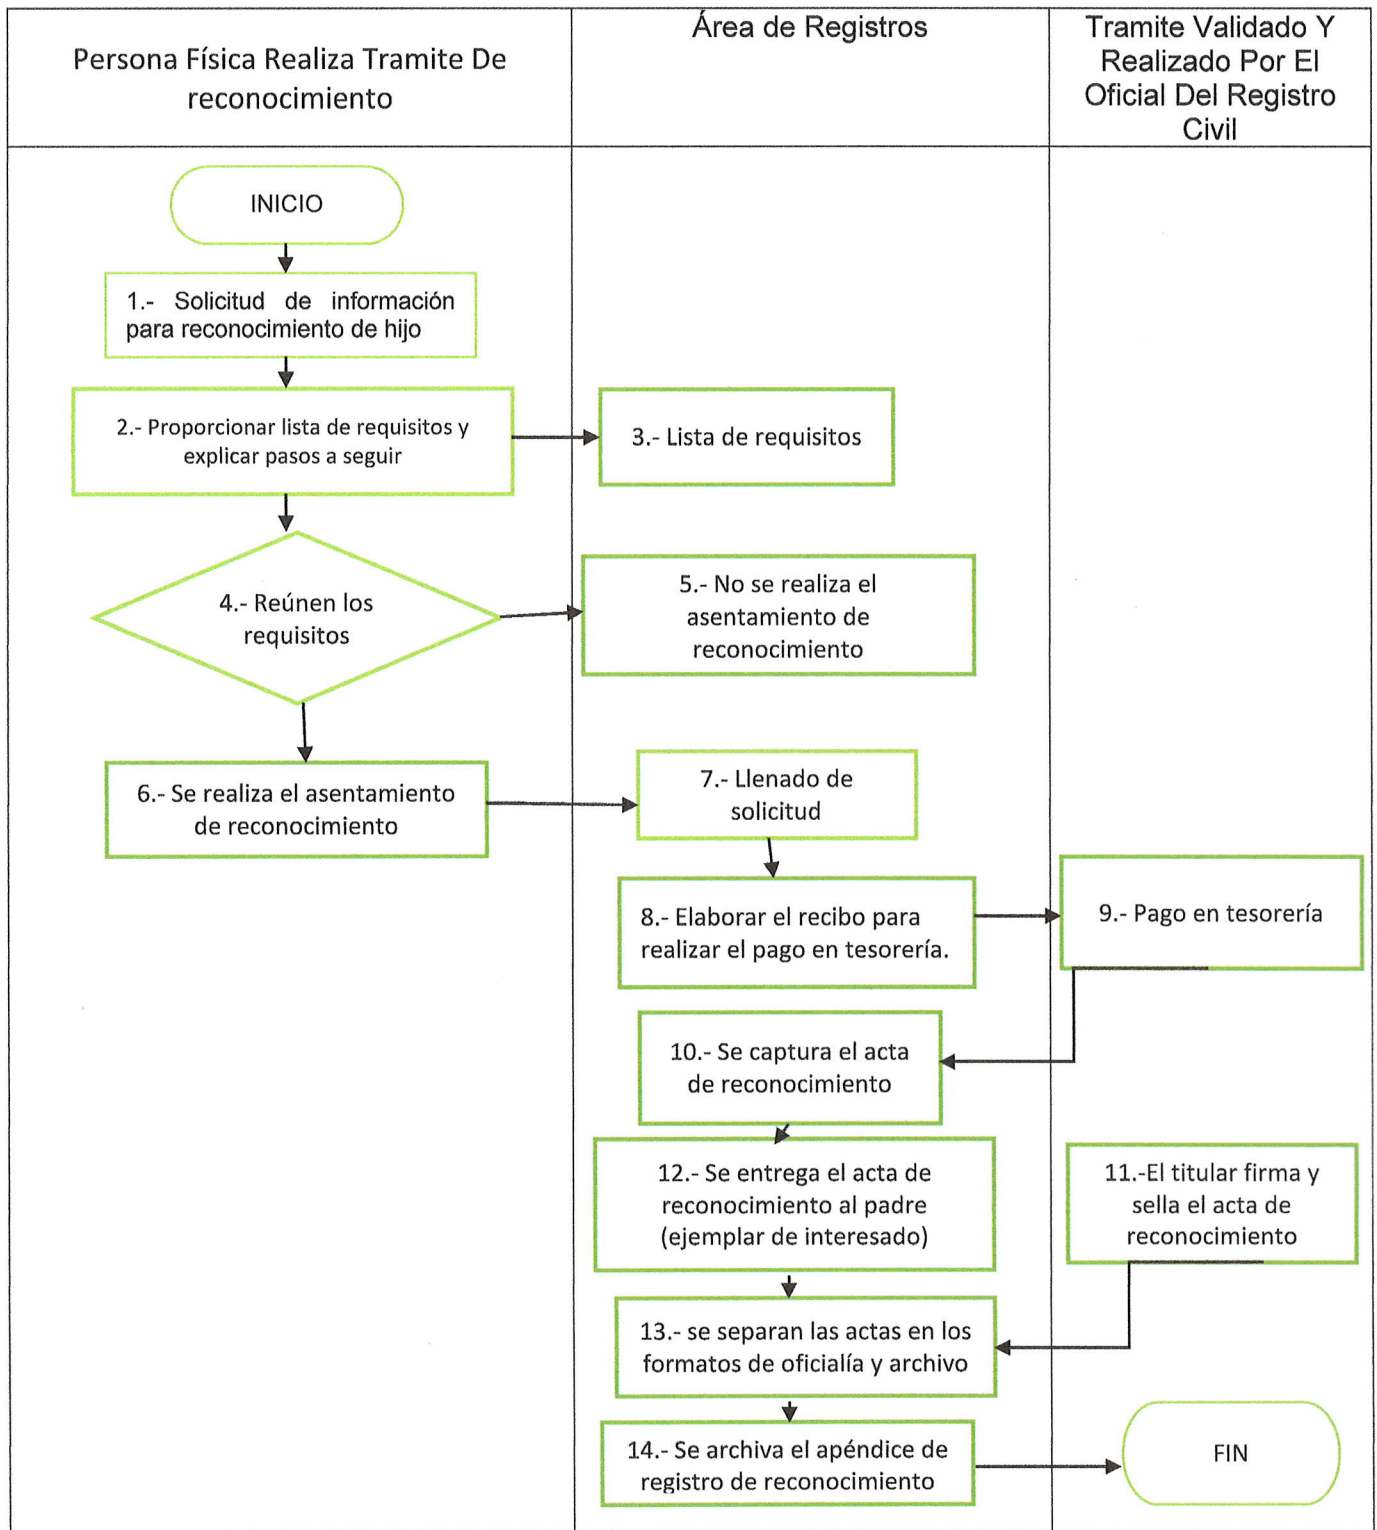 Persona Física Realiza Tramite De
reconocimiento
Área de Registros
Tramite Validado Y
Realizado Por El
Oficial Del Registro
Civil
INICIO
1.- Solicitud de información
para reconocimiento de hijo
2.- Proporcionar lista de requisitos y
explicar pasos a seguir
3.- Lista de requisitos
4.- Reúnen los
requisitos
5.- No se realiza el
asentamiento de
reconocimiento
6.- Se realiza el asentamiento
de reconocimiento
7.- Llenado de
solicitud
8.- Elaborar el recibo para
realizar el pago en tesorería.
9.- Pago en tesorería
10.- Se captura el acta
de reconocimiento
12.- Se entrega el acta de
reconocimiento al padre
(ejemplar de interesado)
11.-El titular firma y
sella el acta de
reconocimiento
13.- se separan las actas en los
formatos de oficialía y archivo
14.- Se archiva el apéndice de
registro de reconocimiento
FIN